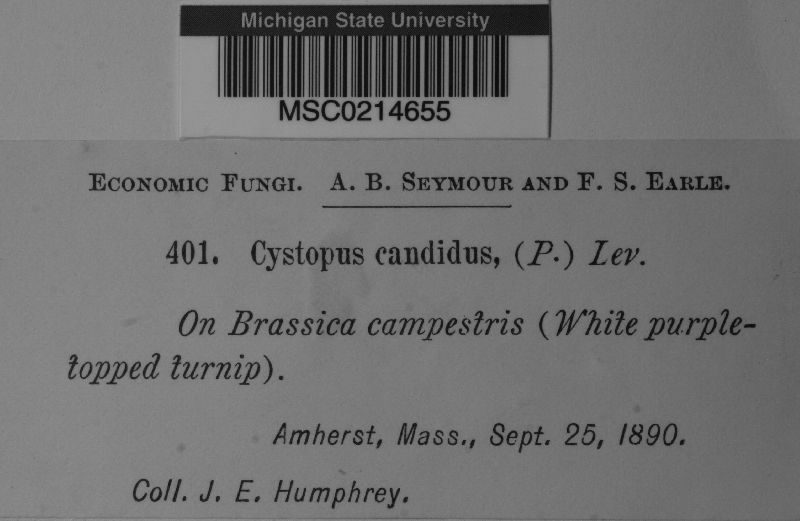 Michigan State University
MSC0214655
Economic Fungi. A. B. Seymour and F. S. Earle.
401. Cystopus candidus, (P.) Lev.
On Brassica campestris (White purple-
topped turnip).
Amherst, Mass., Sept. 25, 1890.
Coll. J. E. Humphrey.